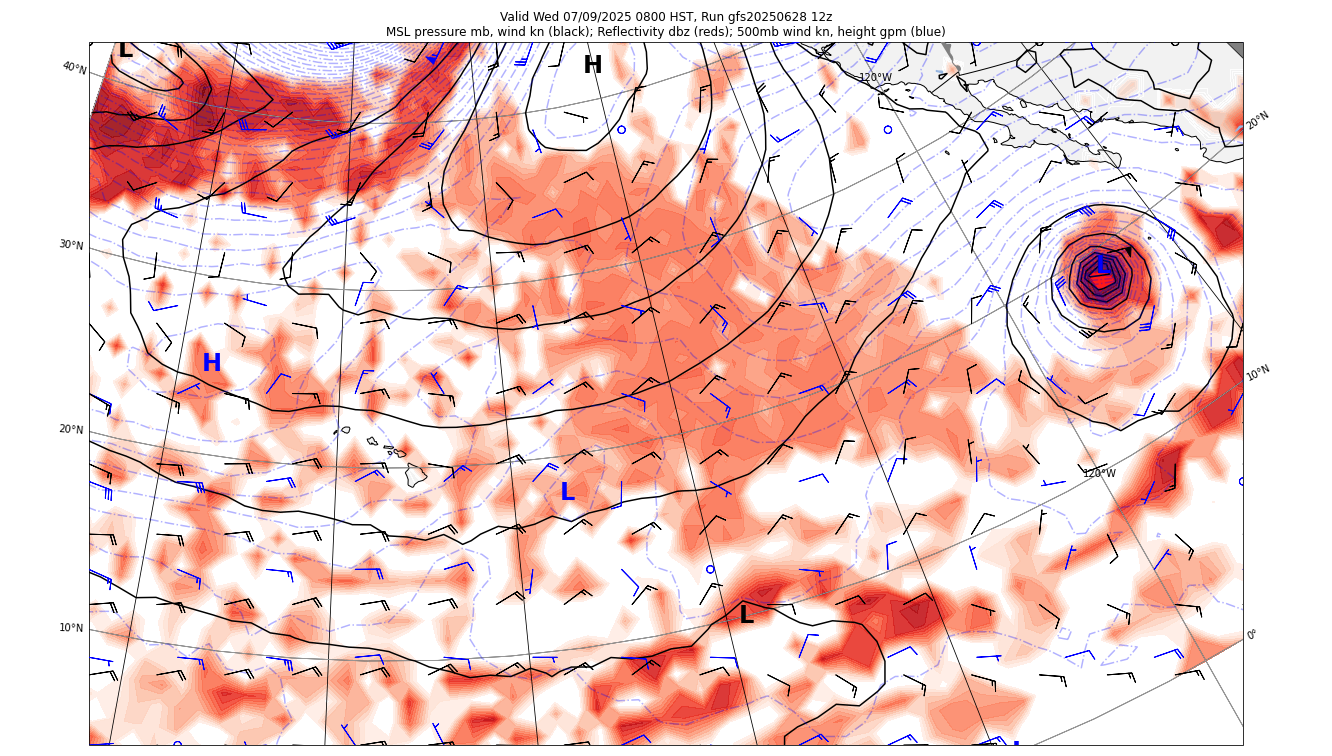 Valid Wed 07/09/2025 0800 HST, Run gfs20250628 12z
MSL pressure mb, wind kn (black); Reflectivity dbz (reds); 500mb wind kn, height gpm (blue)
L
H
40°N
120°W
20°N
30°N
L
H
10°N
20°N
120°W
L
L
10°N
0°